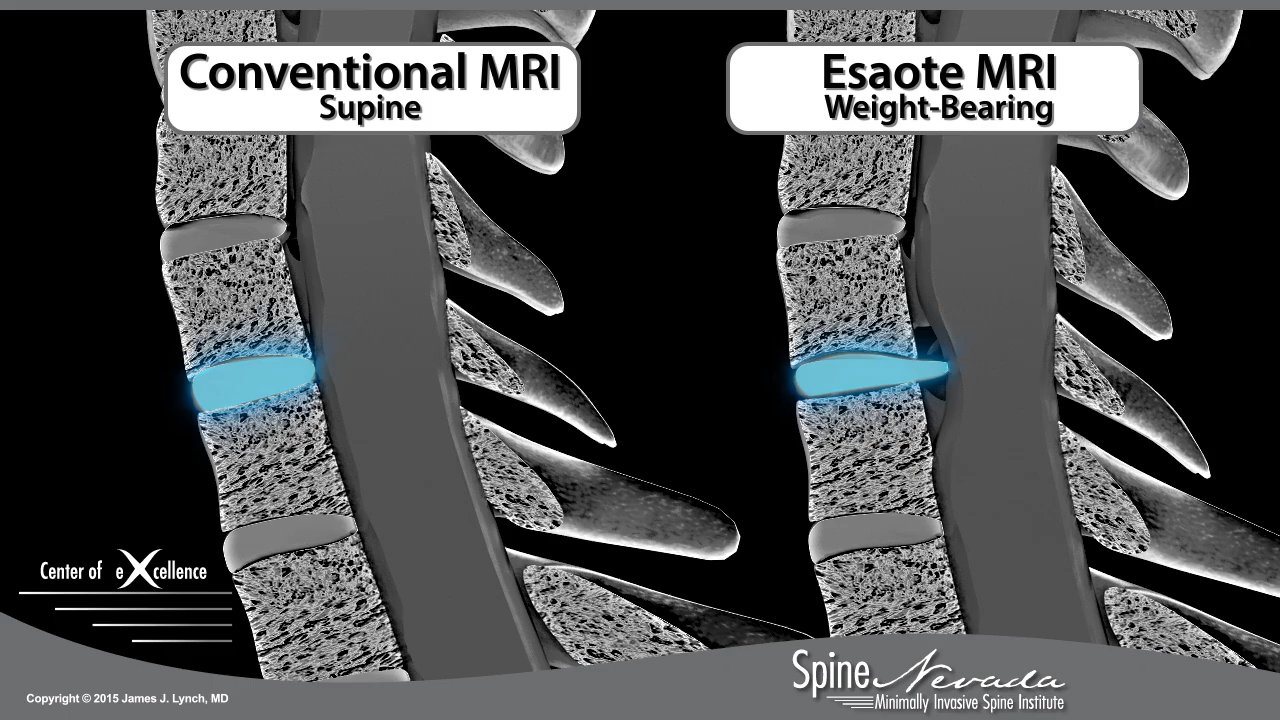 Conventional MRI
Supine
Esaote MRI
Weight-Bearing
Center of eXcellence
Spine Nevada
Minimally Invasive Spine Institute
Copyright © 2015 James J. Lynch, MD